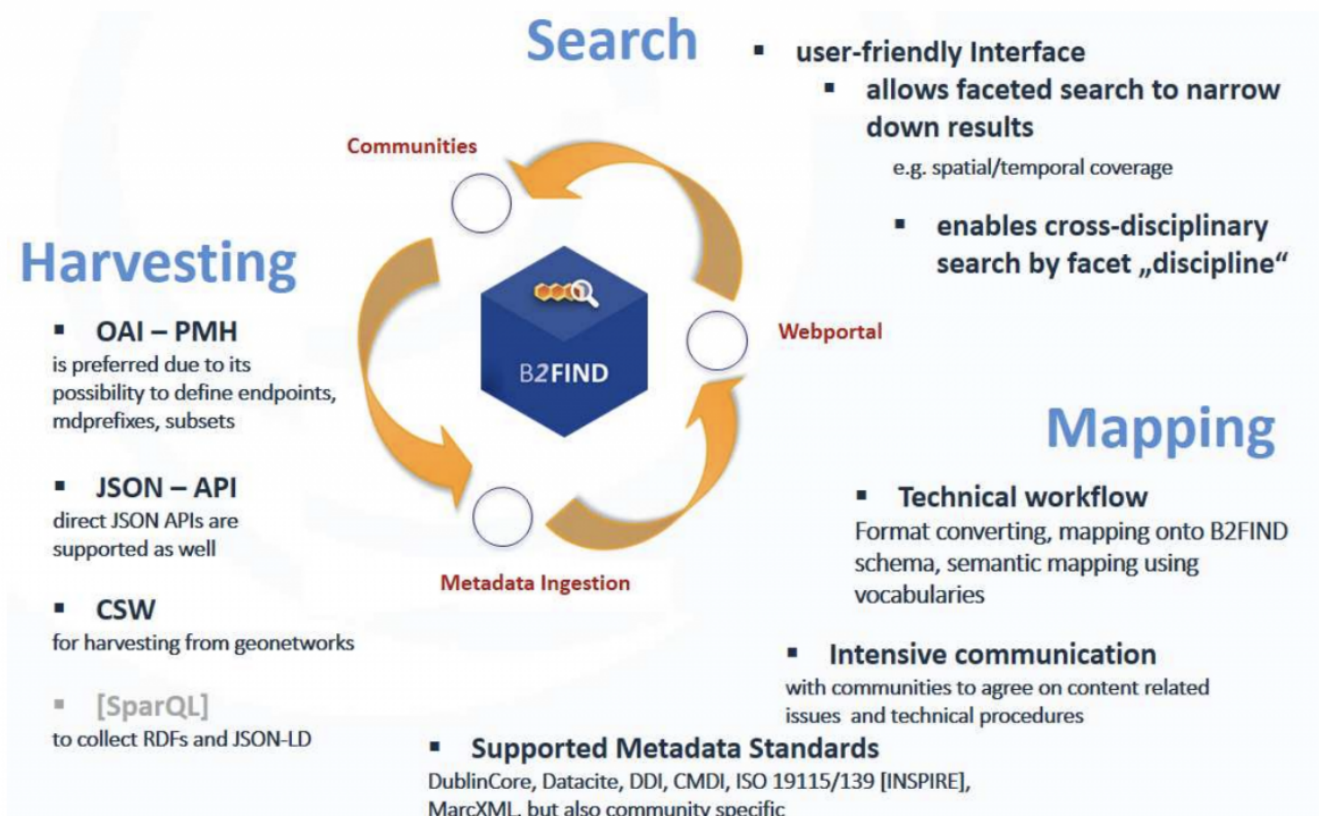 Search
▪ user-friendly Interface
▪ allows faceted search to narrow
down results
e.g. spatial/temporal coverage
▪ enables cross-disciplinary
search by facet „discipline“
Communities
Harvesting
▪ OAI – PMH
is preferred due to its
possibility to define endpoints,
mdprefixes, subsets
▪ JSON – API
direct JSON APIs are
supported as well
▪ CSW
for harvesting from geonetworks
▪ [SparQL]
to collect RDFs and JSON-LD
B2FIND
Webportal
Metadata Ingestion
Mapping
▪ Technical workflow
Format converting, mapping onto B2FIND
schema, semantic mapping using
vocabularies
▪ Intensive communication
with communities to agree on content related
issues and technical procedures
▪ Supported Metadata Standards
DublinCore, Datacite, DDI, CMDI, ISO 19115/139 [INSPIRE],
MarcXML, but also community specific